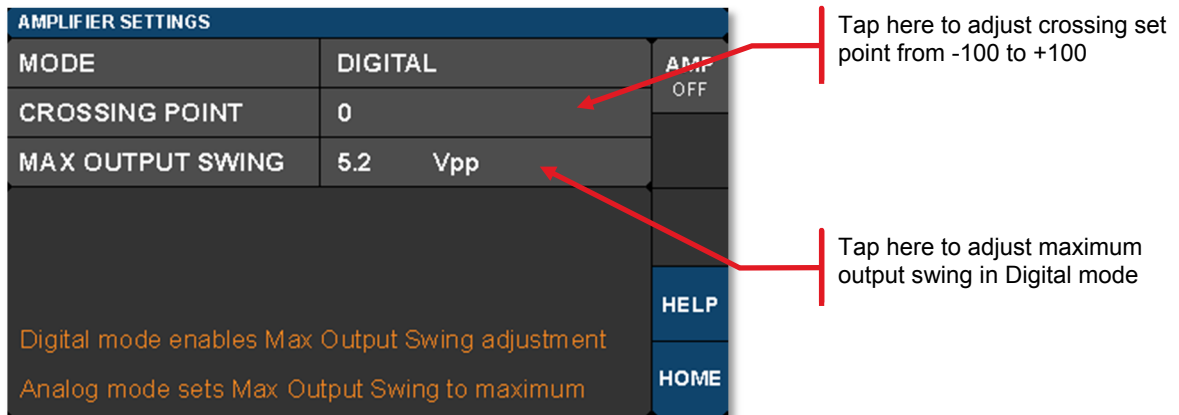 AMPLIFIER SETTINGS
MODE DIGITAL
AMP
OFF
CROSSING POINT 0
MAX OUTPUT SWING 5.2 Vpp
HELP
Digital mode enables Max Output Swing adjustment
Analog mode sets Max Output Swing to maximum
HOME
Tap here to adjust crossing set
point from -100 to +100
Tap here to adjust maximum
output swing in Digital mode